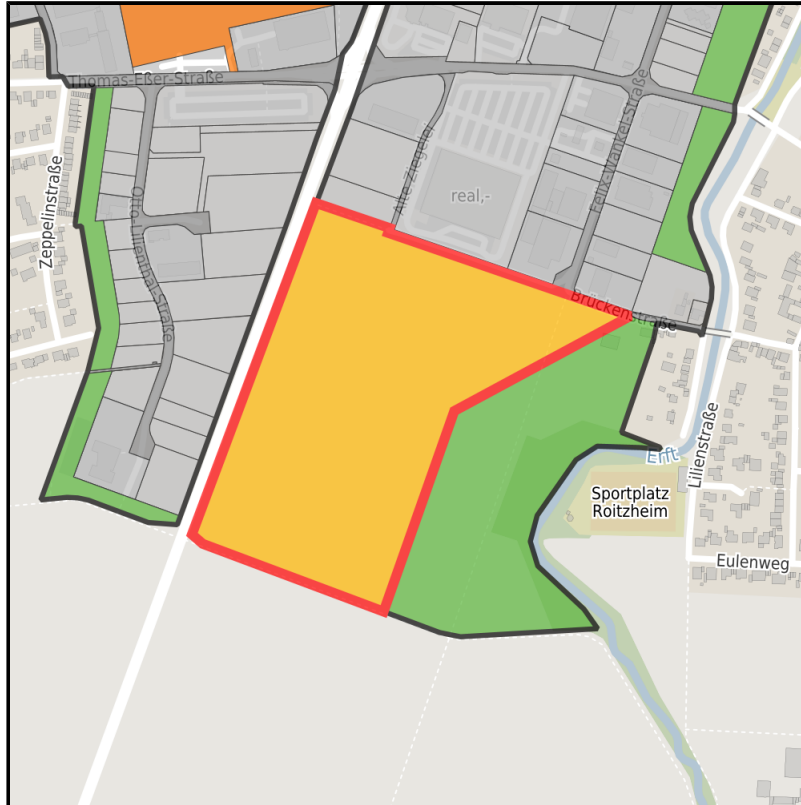 Thomas-Eßer-Straße
Zeppelinstraße
Otto-Lilienthal-Straße
Alte Ziegelei
real,-
Felix-Wankel-Straße
Brückenstraße
Erft
Lilienstraße
Sportplatz
Roitzheim
Eulenweg